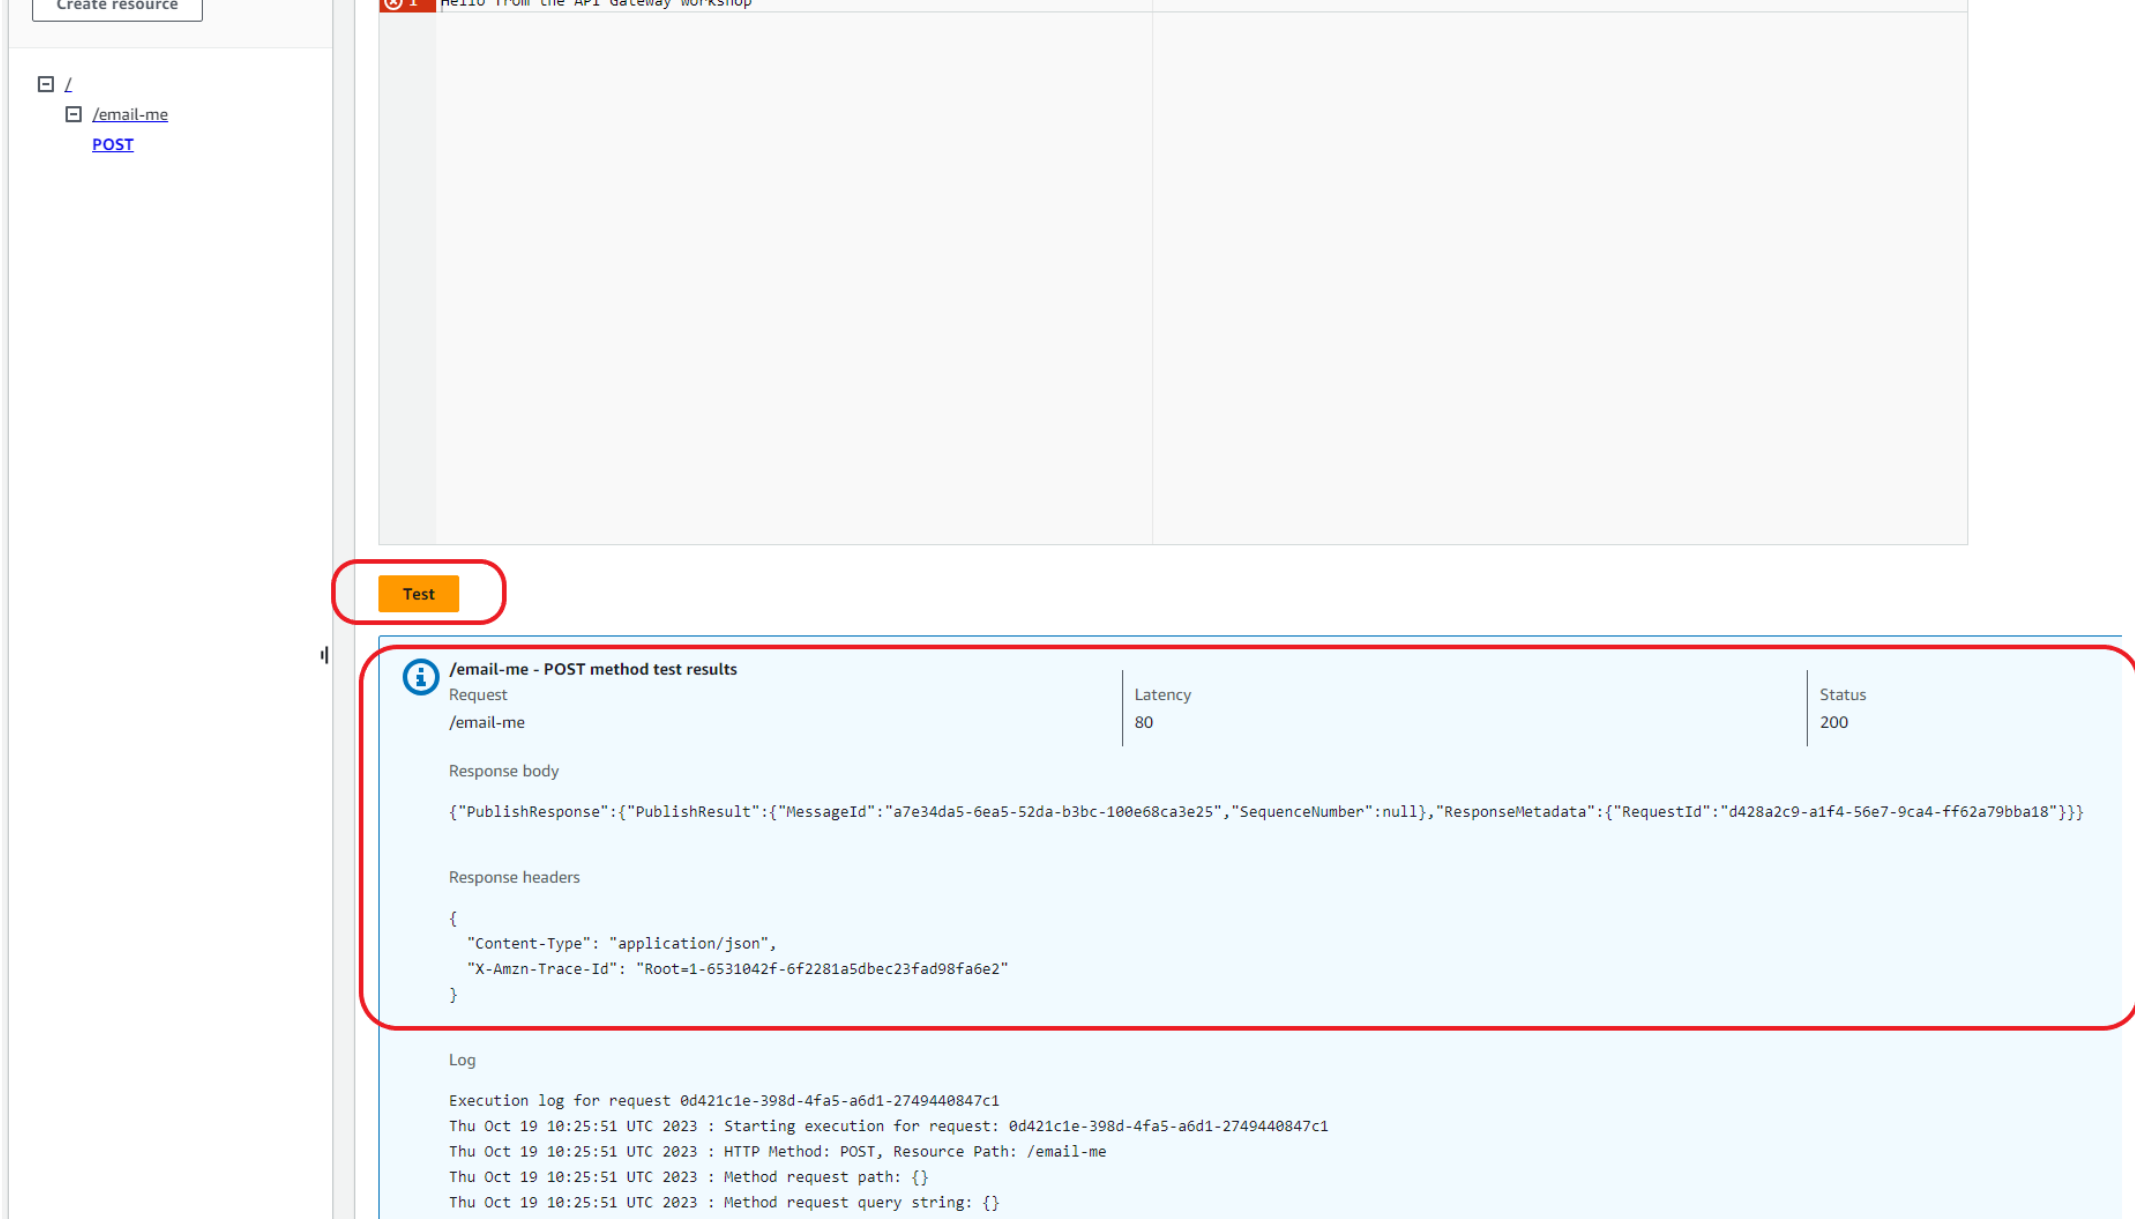 Create resource
1 Hello from the API Gateway workshop
/
/email-me
POST
Test
/email-me - POST method test results
Request
/email-me
Latency
80
Status
200
Response body
{"PublishResponse":{"PublishResult":{"MessageId":"a7e34da5-6ea5-52da-b3bc-100e68ca3e25","SequenceNumber":null},"ResponseMetadata":{"RequestId":"d428a2c9-a1f4-56e7-9ca4-ff62a79bba18"}}}
Response headers
{
"Content-Type": "application/json",
"X-Amzn-Trace-Id": "Root=1-6531042f-6f2281a5dbec23fad98fa6e2"
}
Log
Execution log for request 0d421c1e-398d-4fa5-a6d1-2749440847c1
Thu Oct 19 10:25:51 UTC 2023 : Starting execution for request: 0d421c1e-398d-4fa5-a6d1-2749440847c1
Thu Oct 19 10:25:51 UTC 2023 : HTTP Method: POST, Resource Path: /email-me
Thu Oct 19 10:25:51 UTC 2023 : Method request path: {}
Thu Oct 19 10:25:51 UTC 2023 : Method request query string: {}